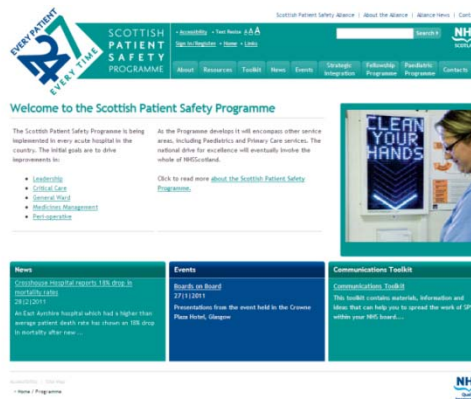 Scottish Patient Safety Alliance | About the Alliance | Alliance News |
EVERY PATIENT
24
7
EVERY TIME
SCOTTISH
PATIENT
SAFETY
PROGRAMME
Accessibility • Text Resize A A A
Sign In/Register • Home • Links
Search
NHS
About Resources Toolkit News Events Strategic Integration Fellowship Programme Paediatric Programme Contacts
Welcome to the Scottish Patient Safety Programme
The Scottish Patient Safety Programme is being
implemented in every acute hospital in the
country. The initial goals are to drive
improvements in:
• Leadership
• Critical Care
• General Ward
• Medicines Management
• Peri-operative
As the Programme develops it will encompass other service
areas, including Paediatrics and Primary Care services. The
national drive for excellence will eventually involve the
whole of NHSScotland.
Click to read more about the Scottish Patient Safety
Programme.
CLEAN
YOUR
HANDS
News
Crosshouse Hospital reports 18% drop in
mortality rates
28|2|2011
An East Ayrshire hospital which had a higher than
average patient death rate has shown an 18% drop
in mortality after new ...
Events
Boards on Board
27|1|2011
Presentations from the event held in the Crowne
Plaza Hotel, Glasgow
Communications Toolkit
Communications Toolkit
This toolkit contains materials, information and
ideas that can help you to spread the work of SP
within your NHS board....
Home / Programme
NH